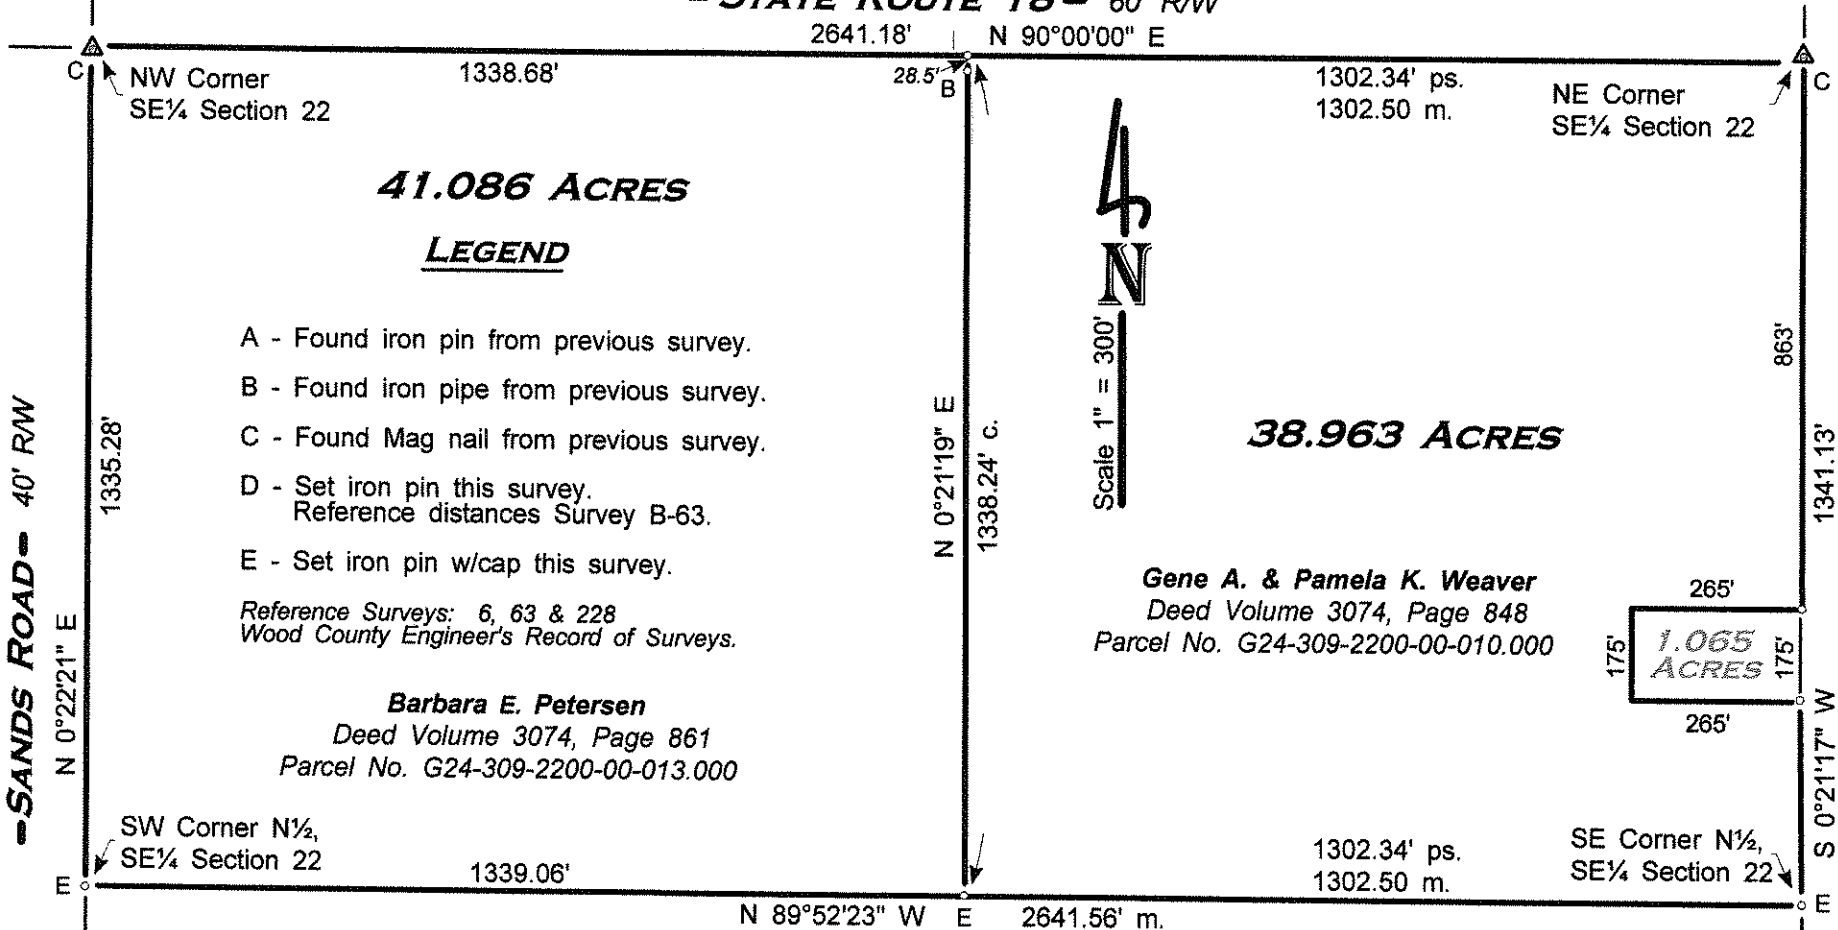 -STATE ROUTE 18- 60' R/W
2641.18' N 90°00'00" E
C
NW Corner
SE¼ Section 22
1338.68'
28.5'
B
1302.34' ps.
1302.50 m.
NE Corner
SE¼ Section 22
C
41.086 ACRES
LEGEND
A - Found iron pin from previous survey.
B - Found iron pipe from previous survey.
C - Found Mag nail from previous survey.
D - Set iron pin this survey.
Reference distances Survey B-63.
E - Set iron pin w/cap this survey.
Reference Surveys: 6, 63 & 228
Wood County Engineer's Record of Surveys.
Barbara E. Petersen
Deed Volume 3074, Page 861
Parcel No. G24-309-2200-00-013.000
-SANDS ROAD- 40' R/W
N 0°22'21" E
1335.28'
N 0°21'19" E
1338.24' c.
N
Scale 1" = 300'
38.963 ACRES
Gene A. & Pamela K. Weaver
Deed Volume 3074, Page 848
Parcel No. G24-309-2200-00-010.000
863'
1341.13'
265'
175'
1.065
ACRES
175'
265'
S 0°21'17" W
SW Corner N½,
SE¼ Section 22
E
1339.06'
1302.34' ps.
1302.50 m.
SE Corner N½,
SE¼ Section 22
E
N 89°52'23" W E 2641.56' m.